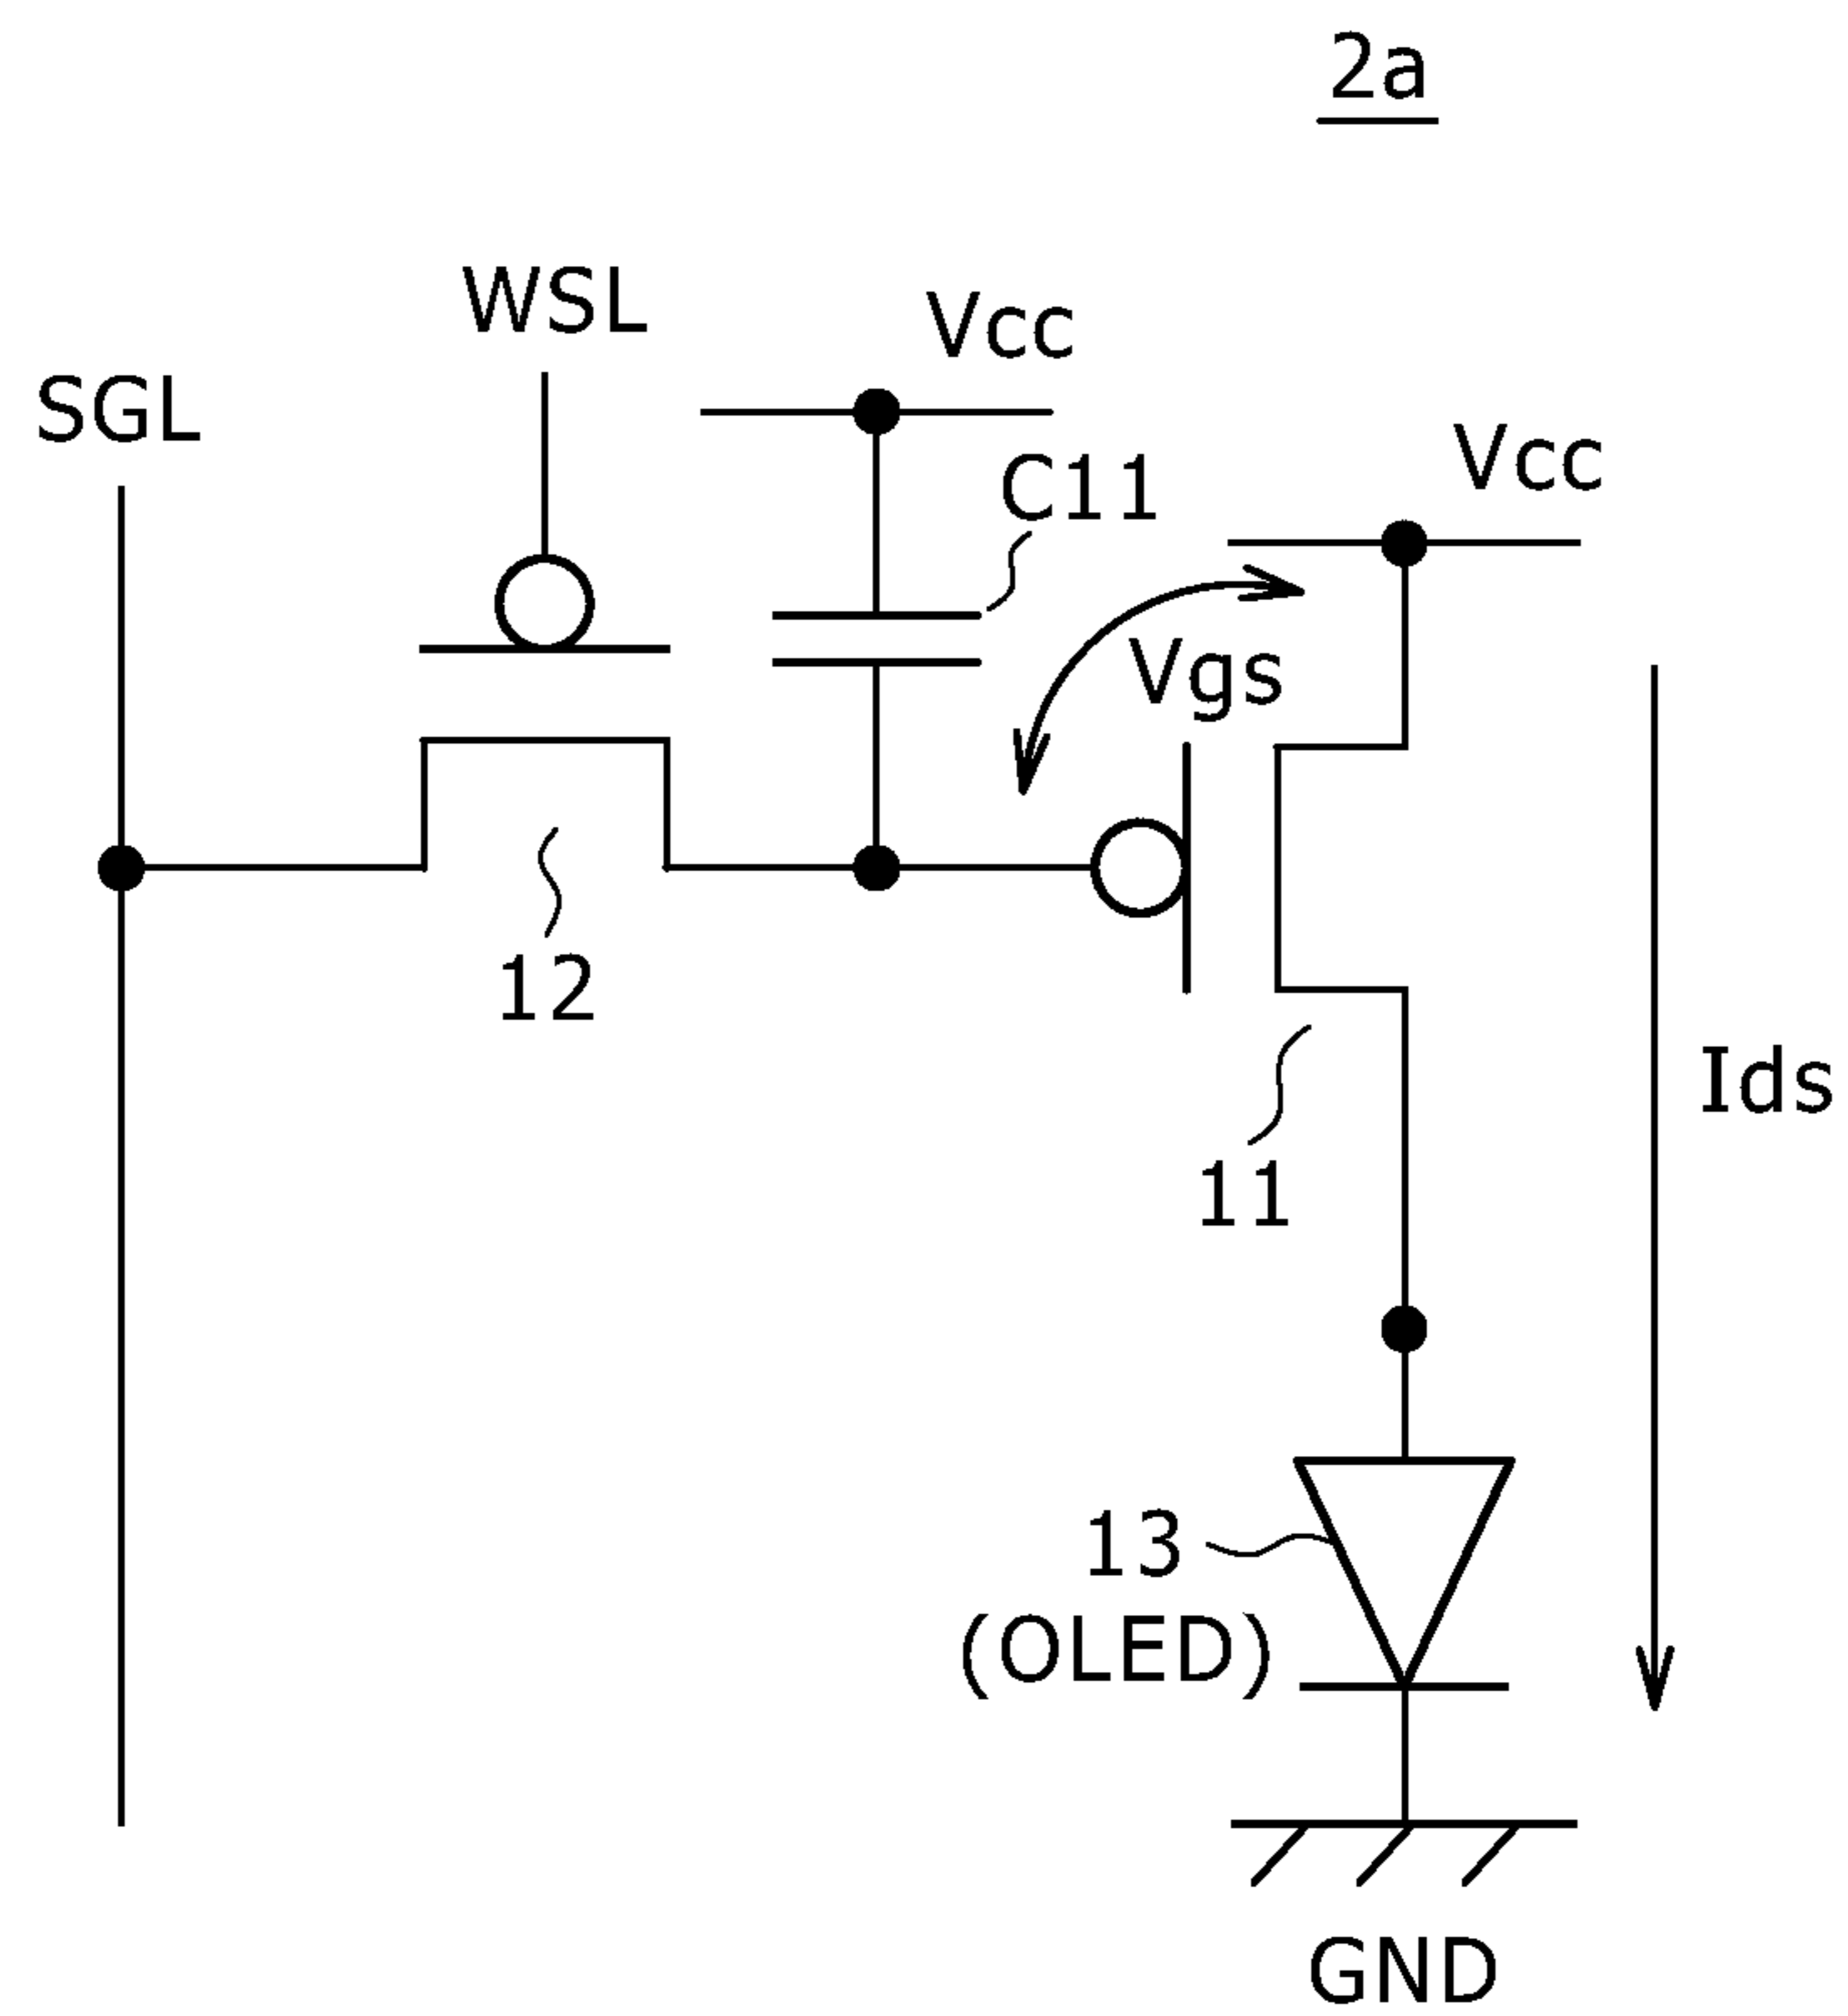 2a
WSL
Vcc
SGL
Vcc
C11
Vgs
12
Ids
11
13
(OLED)
GND